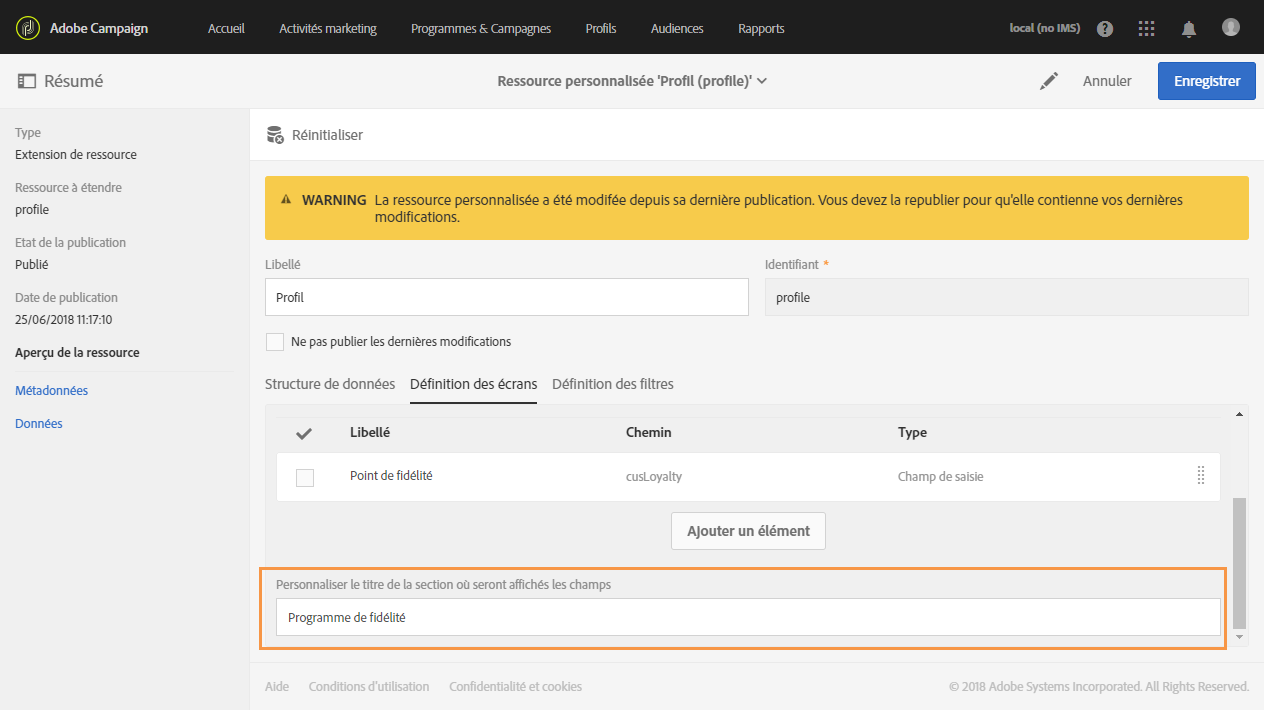 Adobe Campaign Accueil Activités marketing Programmes & Campagnes Profils Audiences Rapports local (no IMS) ?
Résumé Ressource personnalisée 'Profil (profile)' Annuler Enregistrer
Type
Extension de ressource
Ressource à étendre
profile
Etat de la publication
Publié
Date de publication
25/06/2018 11:17:10
Aperçu de la ressource
Métadonnées
Données
Réinitialiser
WARNING La ressource personnalisée a été modifée depuis sa dernière publication. Vous devez la republier pour qu'elle contienne vos dernières
modifications.
Libellé Identifiant *
Profil profile
Ne pas publier les dernières modifications
Structure de données Définition des écrans Définition des filtres
Libellé Chemin Type
Point de fidélité cusLoyalty Champ de saisie
Ajouter un élément
Personnaliser le titre de la section où seront affichés les champs
Programme de fidélité
Aide Conditions d'utilisation Confidentialité et cookies © 2018 Adobe Systems Incorporated. All Rights Reserved.